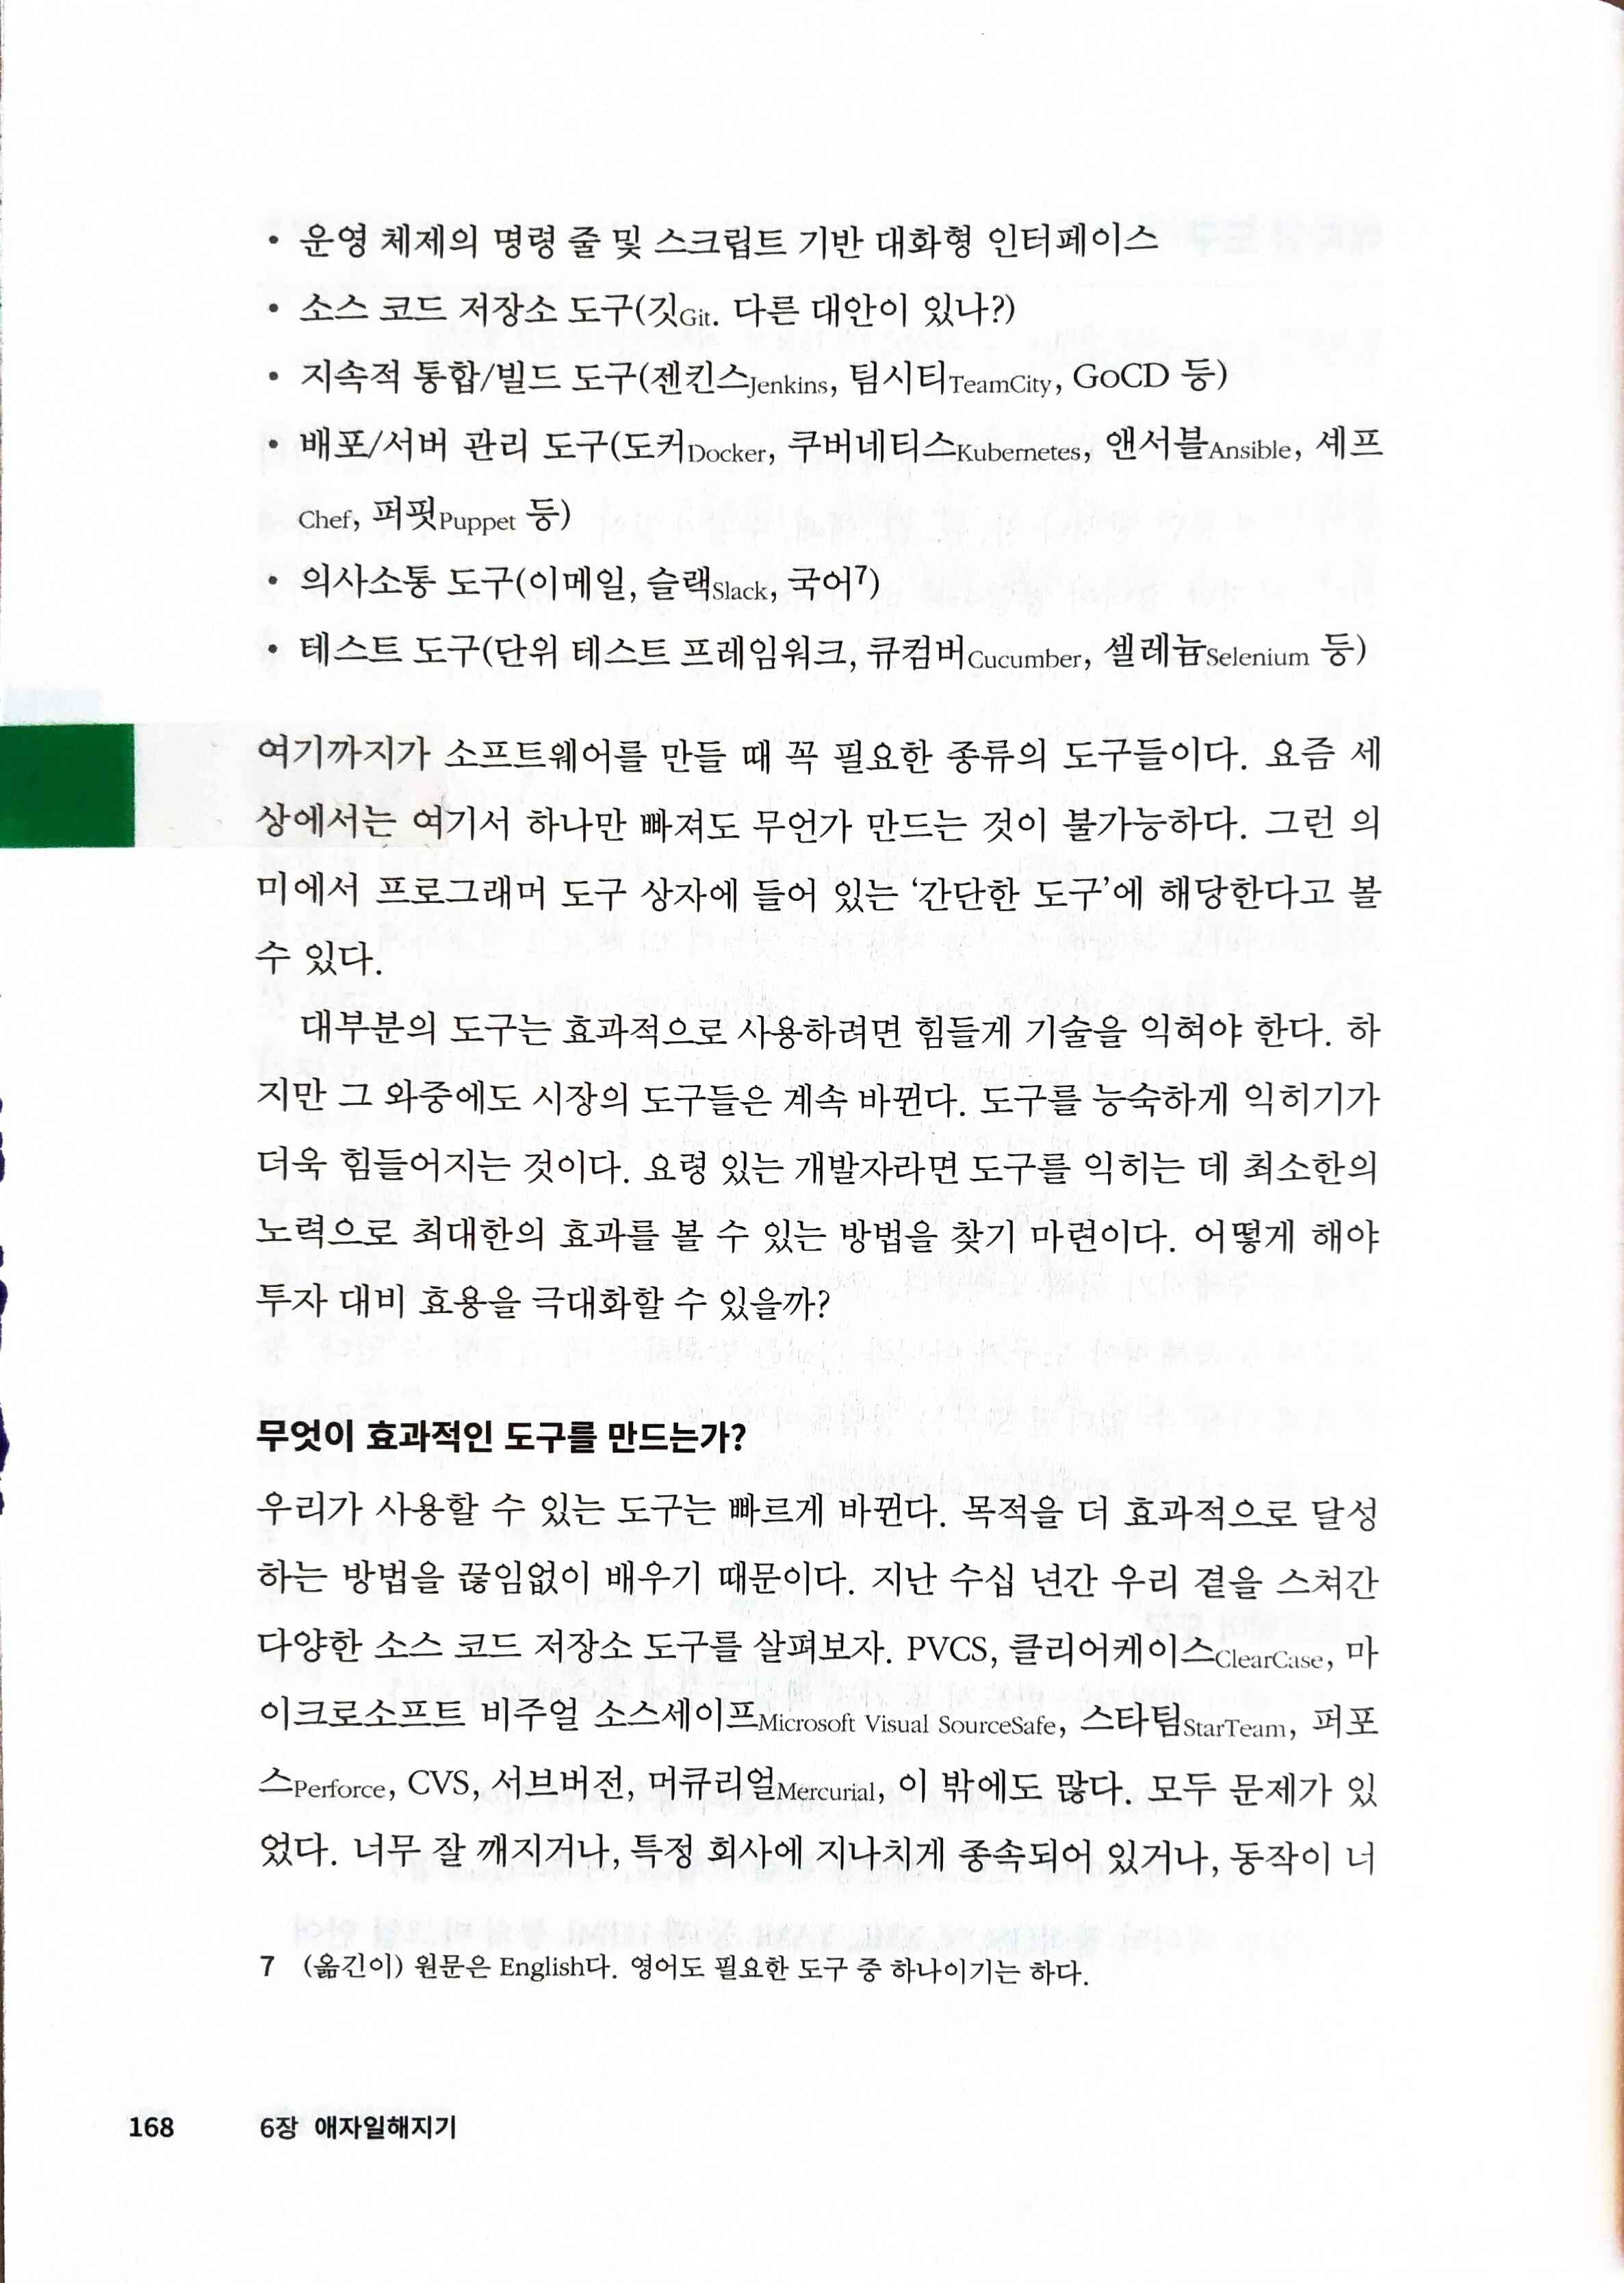 • 운영 체제의 명령 줄 및 스크립트 기반 대화형 인터페이스
• 소스 코드 저장소 도구(깃Git. 다른 대안이 있나?)
• 지속적 통합/빌드 도구(젠킨스Jenkins, 팀시티TeamCity, GoCD 등)
• 배포/서버 관리 도구(도커Docker, 쿠버네티스Kubernetes, 앤서블Ansible, 셰프
Chef, 퍼핏Puppet 등)
• 의사소통 도구(이메일, 슬랙Slack, 국어7)
• 테스트 도구(단위 테스트 프레임워크, 큐컴버Cucumber, 셀레늄Selenium 등)
여기까지가 소프트웨어를 만들 때 꼭 필요한 종류의 도구들이다. 요즘 세
상에서는 여기서 하나만 빠져도 무언가 만드는 것이 불가능하다. 그런 의
미에서 프로그래머 도구 상자에 들어 있는 ‘간단한 도구’에 해당한다고 볼
수 있다.
대부분의 도구는 효과적으로 사용하려면 힘들게 기술을 익혀야 한다. 하
지만 그 와중에도 시장의 도구들은 계속 바뀐다. 도구를 능숙하게 익히기가
더욱 힘들어지는 것이다. 요령 있는 개발자라면 도구를 익히는 데 최소한의
노력으로 최대한의 효과를 볼 수 있는 방법을 찾기 마련이다. 어떻게 해야
투자 대비 효용을 극대화할 수 있을까?
무엇이 효과적인 도구를 만드는가?
우리가 사용할 수 있는 도구는 빠르게 바뀐다. 목적을 더 효과적으로 달성
하는 방법을 끊임없이 배우기 때문이다. 지난 수십 년간 우리 곁을 스쳐간
다양한 소스 코드 저장소 도구를 살펴보자. PVCS, 클리어케이스ClearCase, 마
이크로소프트 비주얼 소스세이프Microsoft Visual SourceSafe, 스타팀StarTeam, 퍼포
스Perforce, CVS, 서브버전, 머큐리얼Mercurial, 이 밖에도 많다. 모두 문제가 있
었다. 너무 잘 깨지거나, 특정 회사에 지나치게 종속되어 있거나, 동작이 너
7 (옮긴이) 원문은 English다. 영어도 필요한 도구 중 하나이기는 하다.
168 6장 애자일해지기